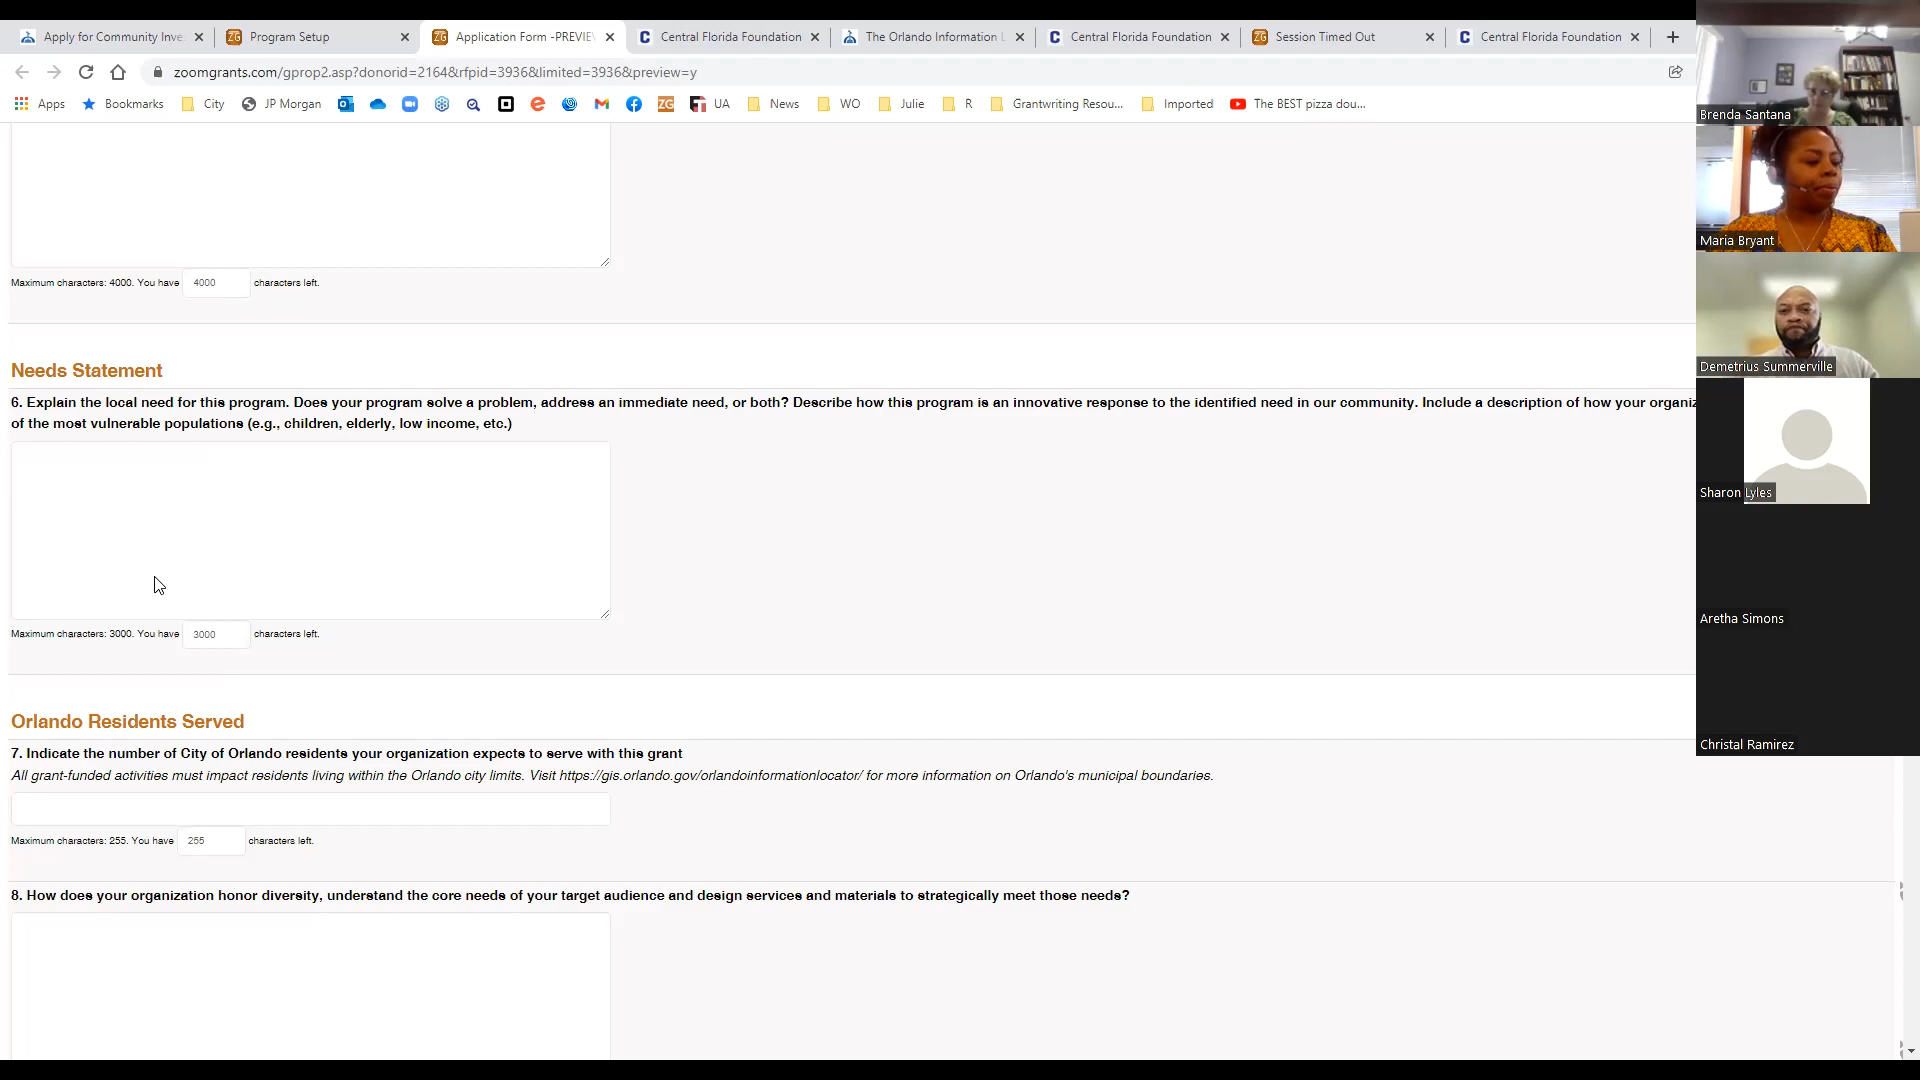 Apply for Community Inve
Program Setup
Application Form -PREVIEW
Central Florida Foundation
The Orlando Information L
Central Florida Foundation
Session Timed Out
Central Florida Foundation
zoomgrants.com/gprop2.asp?donorid=2164&rfpid=3936&limited=3936&preview=y
Apps
Bookmarks
City
JP Morgan
ZG
UA
News
WO
Julie
R
Grantwriting Resou...
Imported
The BEST pizza dou...
Maximum characters: 4000. You have 4000 characters left.
Needs Statement
6. Explain the local need for this program. Does your program solve a problem, address an immediate need, or both? Describe how this program is an innovative response to the identified need in our community. Include a description of how your organiz
of the most vulnerable populations (e.g., children, elderly, low income, etc.)
Maximum characters: 3000. You have 3000 characters left.
Orlando Residents Served
7. Indicate the number of City of Orlando residents your organization expects to serve with this grant
All grant-funded activities must impact residents living within the Orlando city limits. Visit https://gis.orlando.gov/orlandoinformationlocator/ for more information on Orlando's municipal boundaries.
Maximum characters: 255. You have 255 characters left.
8. How does your organization honor diversity, understand the core needs of your target audience and design services and materials to strategically meet those needs?
Brenda Santana
Maria Bryant
Demetrius Summerville
Sharon Lyles
Aretha Simons
Christal Ramirez